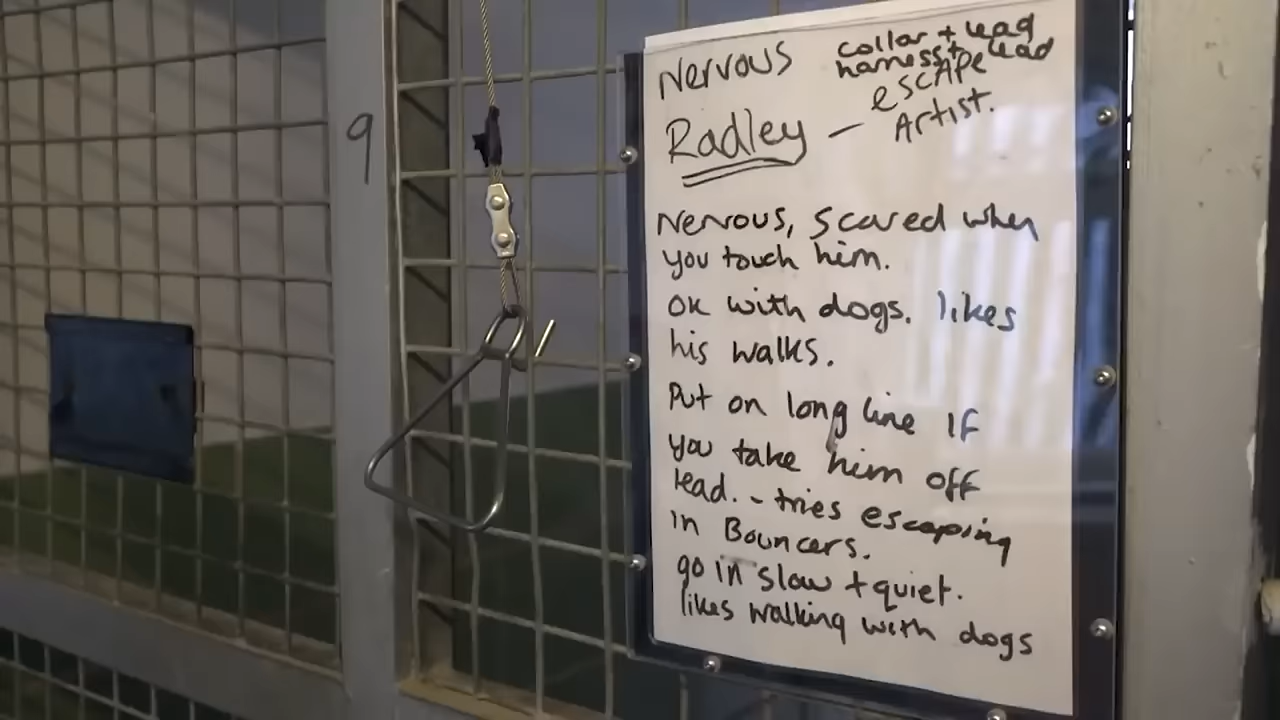 9
Nervous
collar + lead
harness + lead
Radley - escape
Artist.
Nervous, scared when
you touch him.
ok with dogs. likes
his walks.
Put on long line If
you take him off
lead. - tries escaping
in Bouncers.
go in slow + quiet.
likes walking with dogs